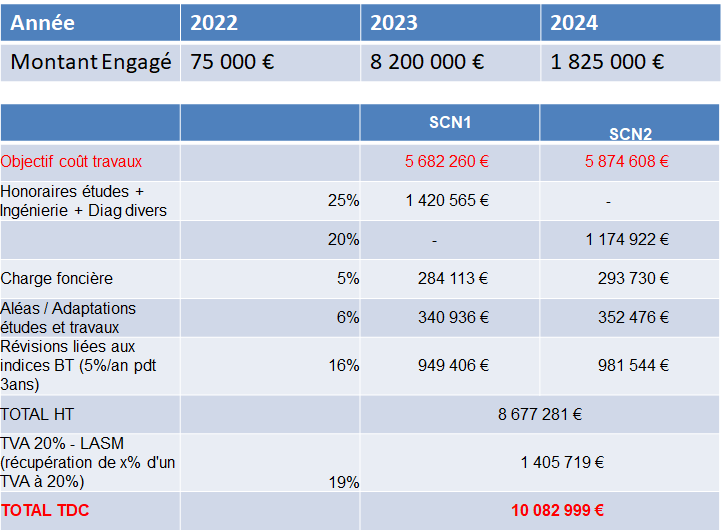 Année 2022 2023 2024
Montant Engagé 75 000 € 8 200 000 € 1 825 000 €
SCN1
SCN2
Objectif coût travaux 5 682 260 € 5 874 608 €
Honoraires études +
Ingénierie + Diag divers 25% 1 420 565 € -
20% - 1 174 922 €
Charge foncière 5% 284 113 € 293 730 €
Aléas / Adaptations
études et travaux 6% 340 936 € 352 476 €
Révisions liées aux
indices BT (5%/an pdt 16% 949 406 € 981 544 €
3ans)
TOTAL HT 8 677 281 €
TVA 20% - LASM
(récupération de x% d'un 1 405 719 €
TVA à 20%) 19%
TOTAL TDC 10 082 999 €